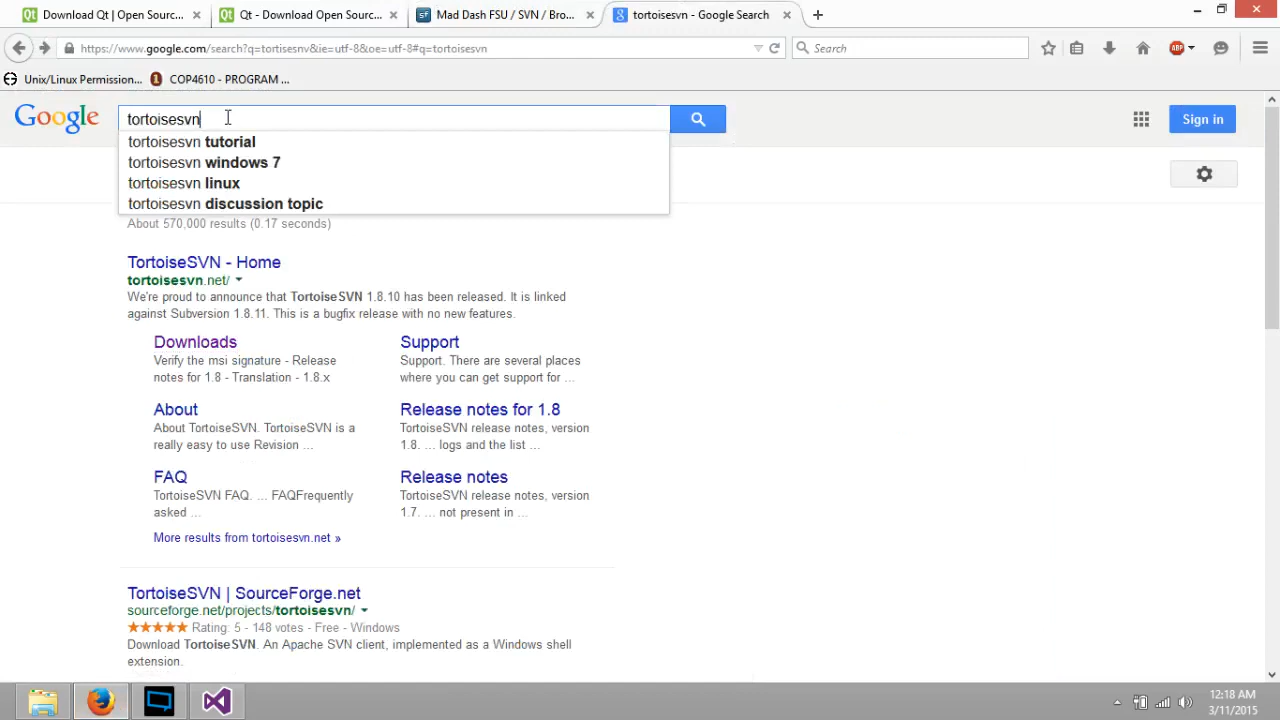 Download Qt | Open Sourc...
Qt - Download Open Sourc...
Mad Dash FSU / SVN / Bro...
tortoisesvn - Google Search
https://www.google.com/search?q=tortisesnv&ie=utf-8&oe=utf-8#q=tortoisesvn
Search
ABP
Unix/Linux Permission...
COP4610 - PROGRAM ...
Google
tortoisesvn
Sign in
tortoisesvn tutorial
tortoisesvn windows 7
tortoisesvn linux
tortoisesvn discussion topic
About 570,000 results (0.17 seconds)
TortoiseSVN - Home
tortoisesvn.net/
We're proud to announce that TortoiseSVN 1.8.10 has been released. It is linked
against Subversion 1.8.11. This is a bugfix release with no new features.
Downloads
Verify the msi signature - Release
notes for 1.8 - Translation - 1.8.x
Support
Support. There are several places
where you can get support for ...
About
About TortoiseSVN. TortoiseSVN is a
really easy to use Revision ...
Release notes for 1.8
TortoiseSVN release notes, version
1.8. ... logs and the list ...
FAQ
TortoiseSVN FAQ. ... FAQFrequently
asked ...
Release notes
TortoiseSVN release notes, version
1.7. ... not present in ...
More results from tortoisesvn.net »
TortoiseSVN | SourceForge.net
sourceforge.net/projects/tortoisesvn/
Rating: 5 - 148 votes - Free - Windows
Download TortoiseSVN. An Apache SVN client, implemented as a Windows shell
extension.
12:18 AM
3/11/2015